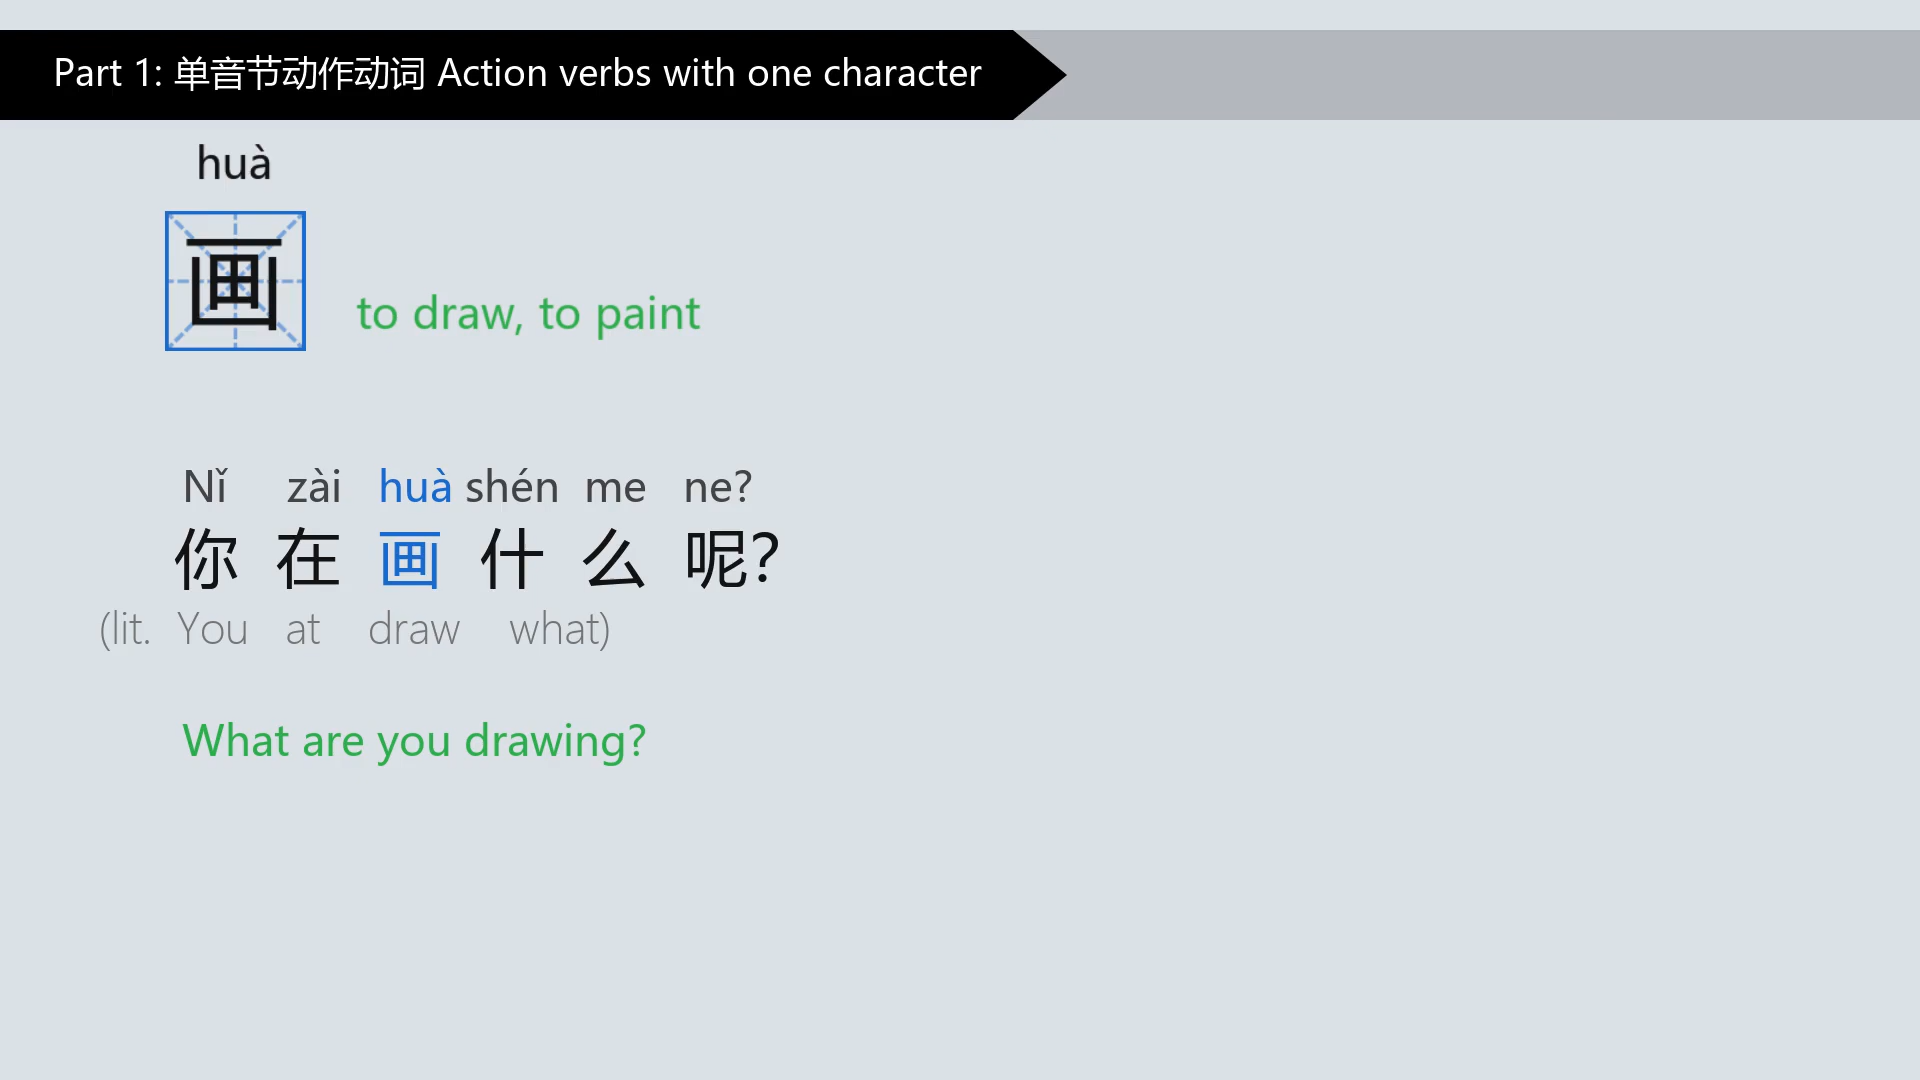 Part 1: 单音节动作动词 Action verbs with one character
huà
画
to draw, to paint
Nǐ zài huà shén me ne?
你 在 画 什 么 呢?
(lit. You at draw what)
What are you drawing?